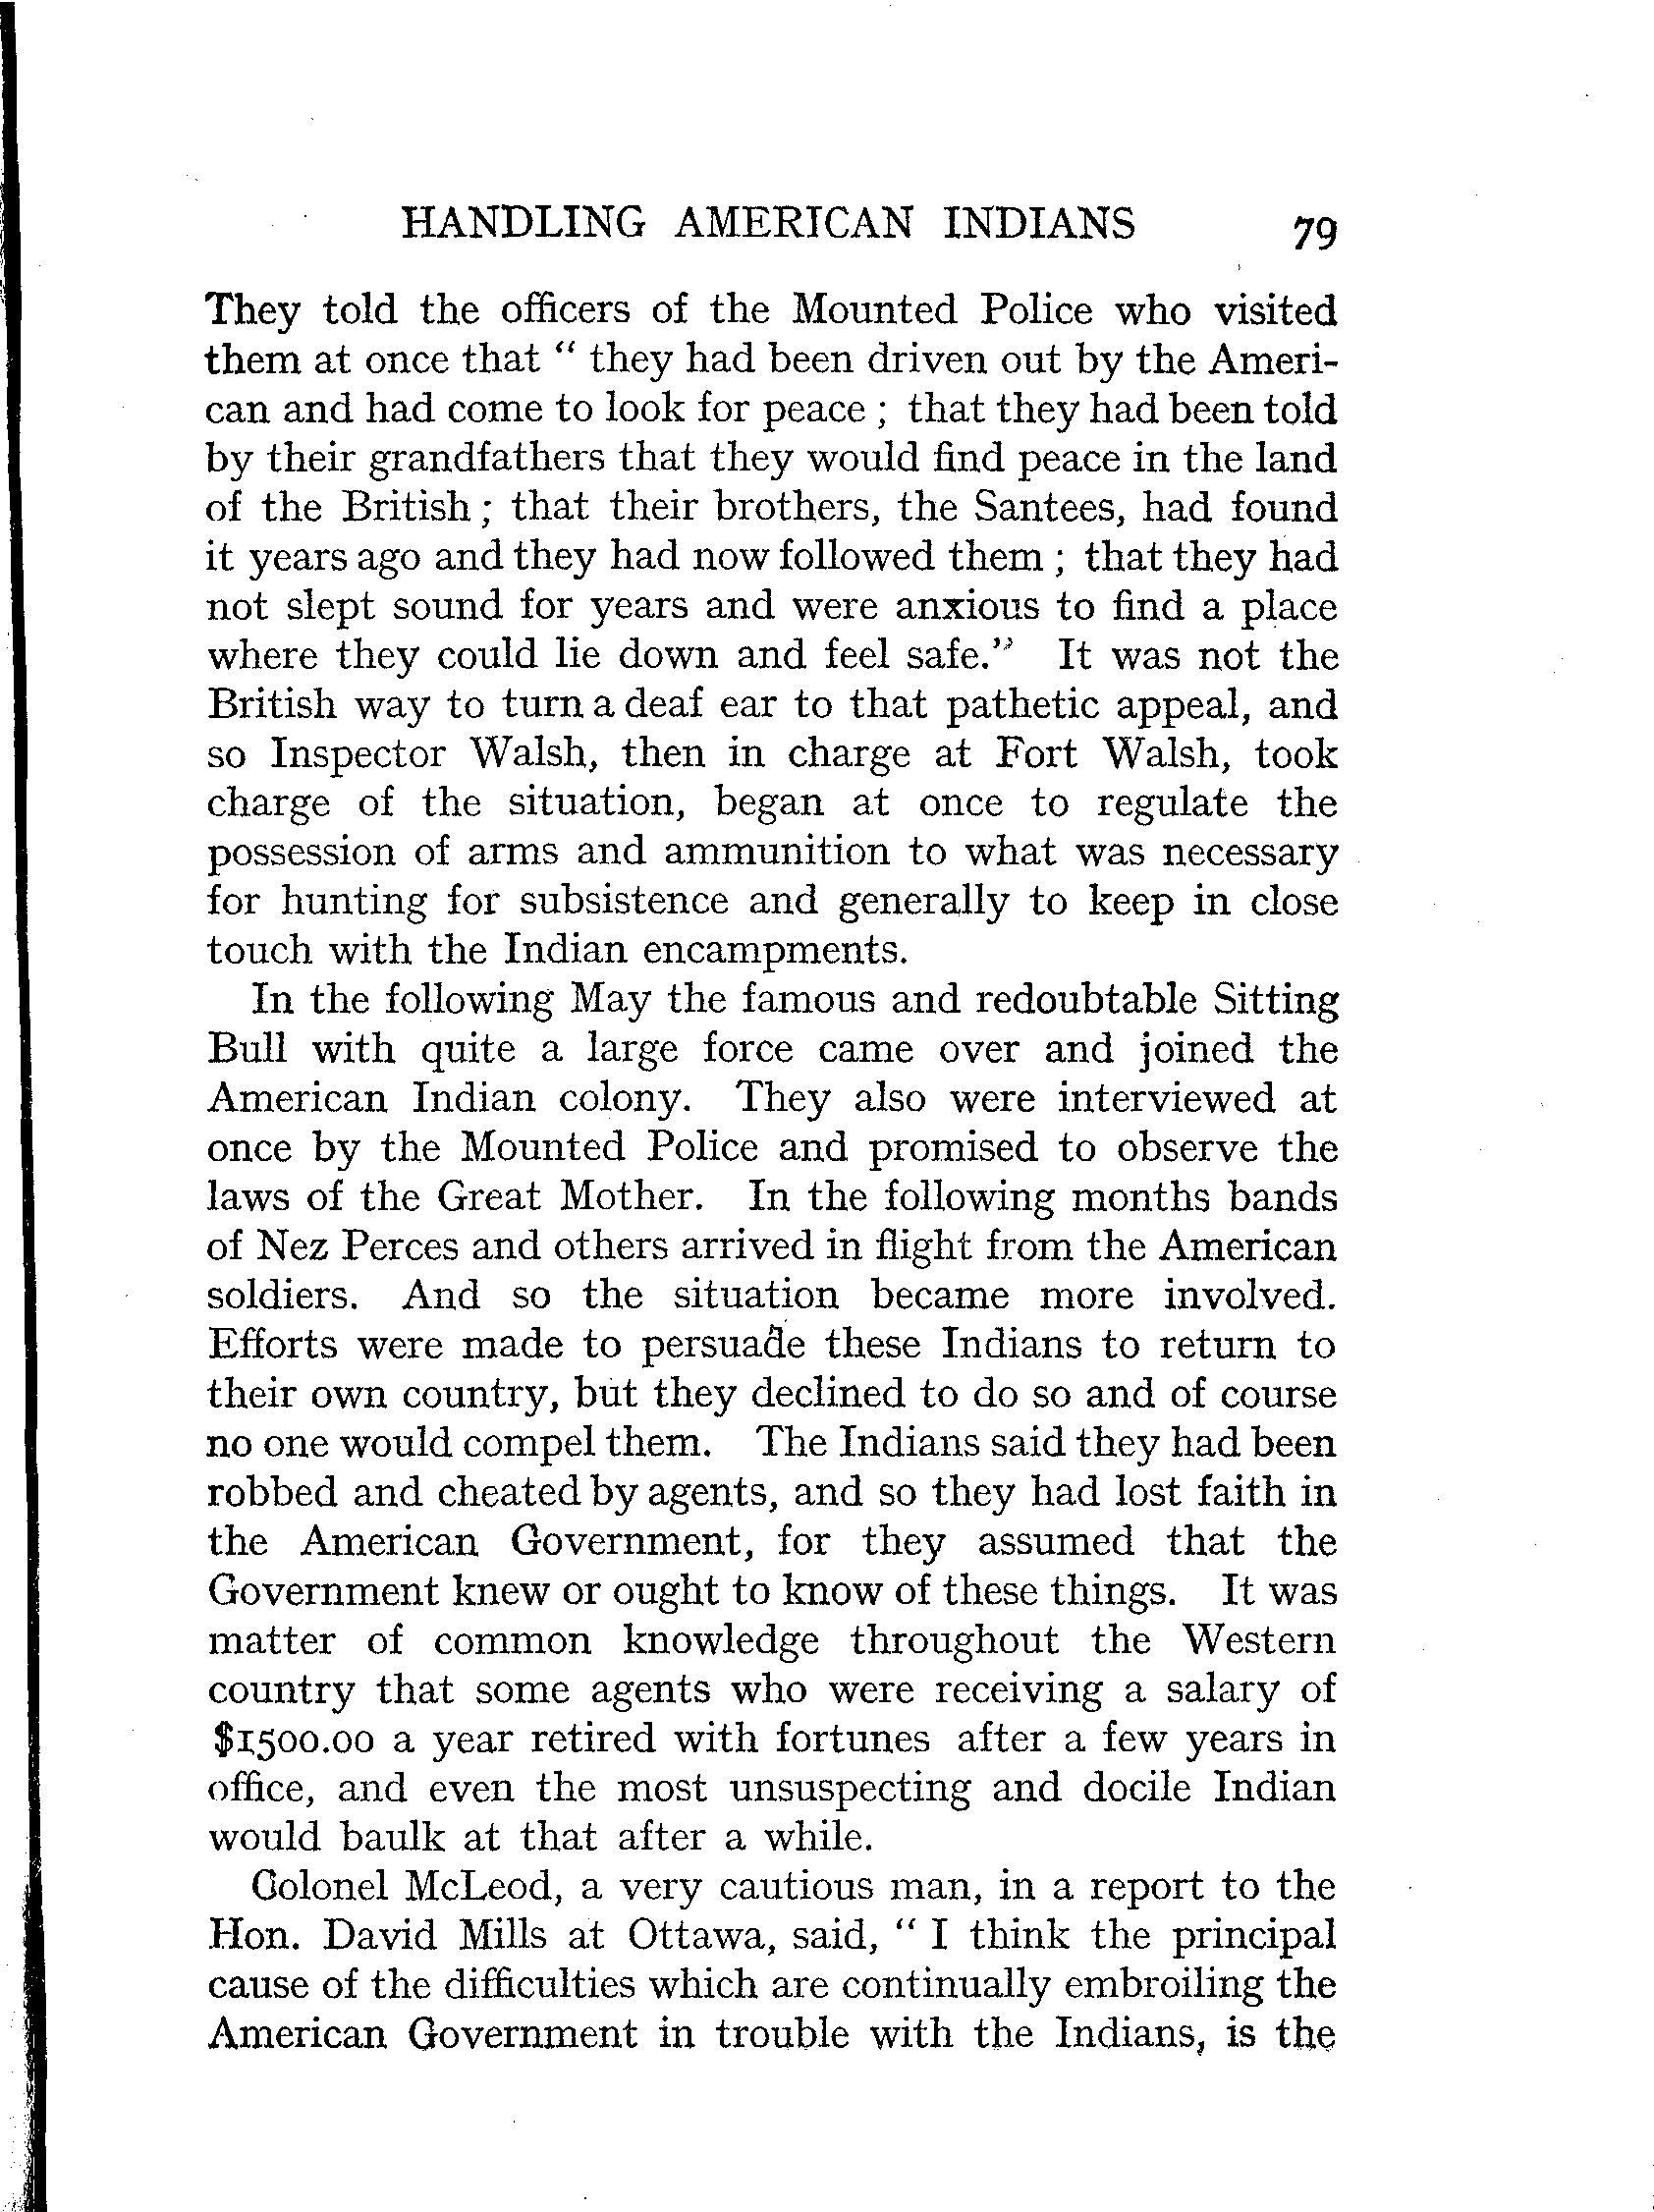 HANDLING AMERICAN INDIANS 79
They told the officers of the Mounted Police who visited
them at once that " they had been driven out by the Ameri-
can and had come to look for peace ; that they had been told
by their grandfathers that they would find peace in the land
of the British ; that their brothers, the Santees, had found
it years ago and they had now followed them ; that they had
not slept sound for years and were anxious to find a place
where they could lie down and feel safe." It was not the
British way to turn a deaf ear to that pathetic appeal, and
so Inspector Walsh, then in charge at Fort Walsh, took
charge of the situation, began at once to regulate the
possession of arms and ammunition to what was necessary
for hunting for subsistence and generally to keep in close
touch with the Indian encampments.
In the following May the famous and redoubtable Sitting
Bull with quite a large force came over and joined the
American Indian colony. They also were interviewed at
once by the Mounted Police and promised to observe the
laws of the Great Mother. In the following months bands
of Nez Perces and others arrived in flight from the American
soldiers. And so the situation became more involved.
Efforts were made to persuade these Indians to return to
their own country, but they declined to do so and of course
no one would compel them. The Indians said they had been
robbed and cheated by agents, and so they had lost faith in
the American Government, for they assumed that the
Government knew or ought to know of these things. It was
matter of common knowledge throughout the Western
country that some agents who were receiving a salary of
$1500.00 a year retired with fortunes after a few years in
office, and even the most unsuspecting and docile Indian
would baulk at that after a while.
Colonel McLeod, a very cautious man, in a report to the
Hon. David Mills at Ottawa, said, " I think the principal
cause of the difficulties which are continually embroiling the
American Government in trouble with the Indians, is the